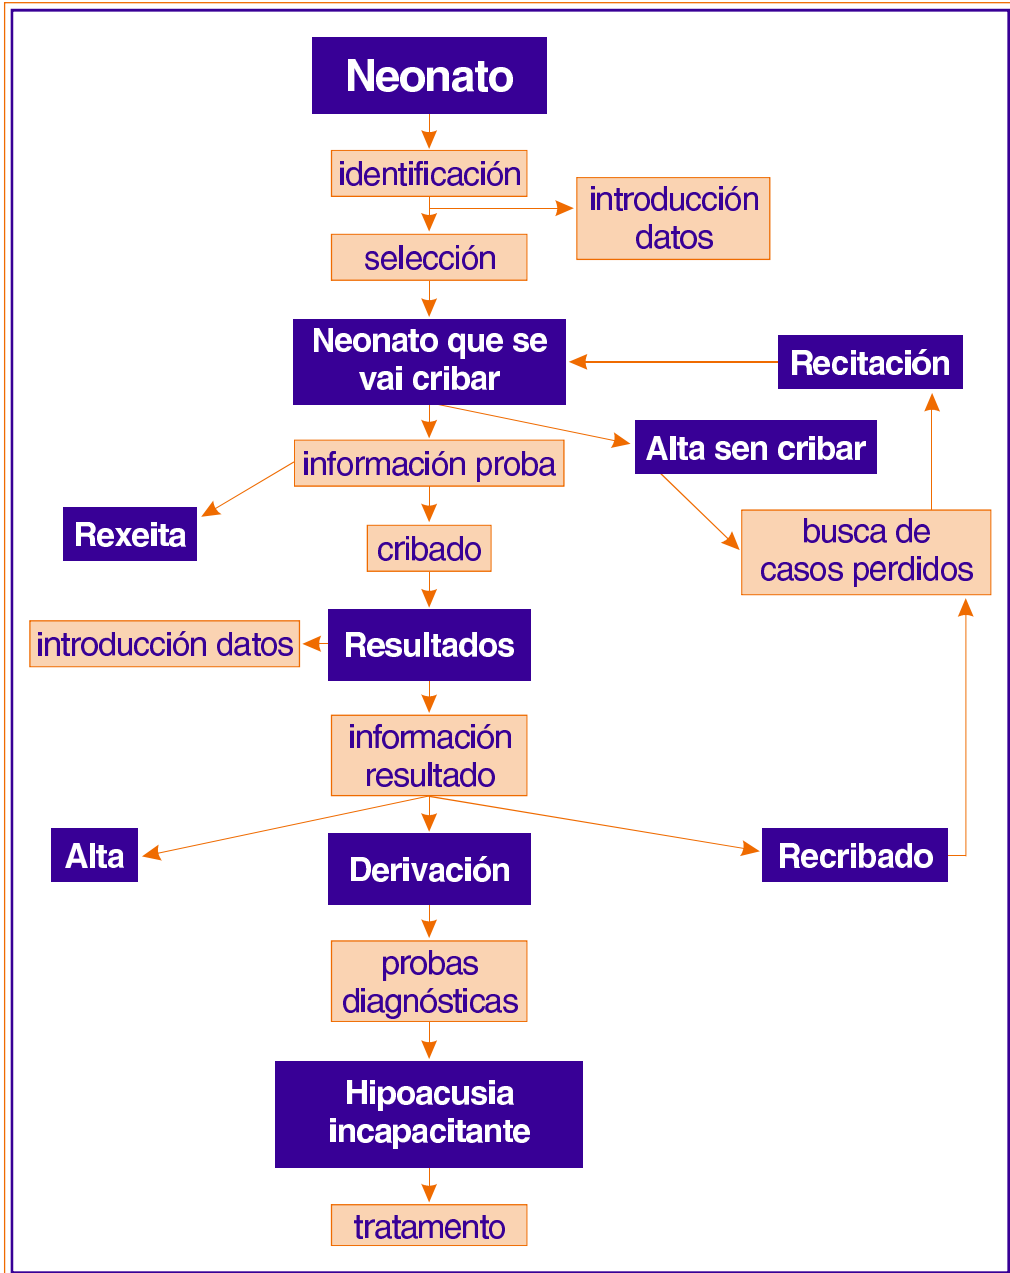 Neonato
identificación
introducción
datos
selección
Neonato que se
vai cribar
Recitación
Alta sen cribar
información proba
Rexeita
busca de
casos perdidos
cribado
introducción datos
Resultados
información
resultado
Alta
Derivación
Recribado
probas
diagnósticas
Hipoacusia
incapacitante
tratamento